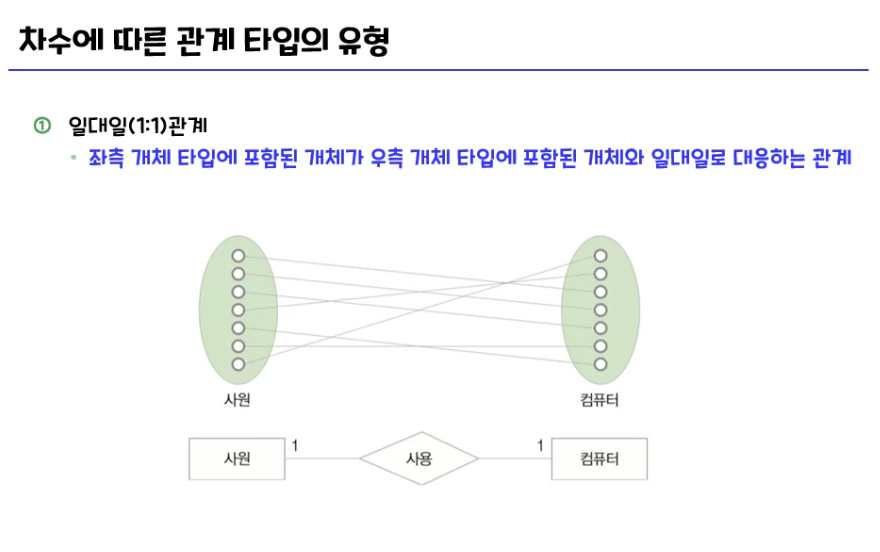 차수에 따른 관계 타입의 유형
① 일대일(1:1)관계
• 좌측 개체 타입에 포함된 개체가 우측 개체 타입에 포함된 개체와 일대일로 대응하는 관계
사원 컴퓨터
사원 1 사용 1 컴퓨터